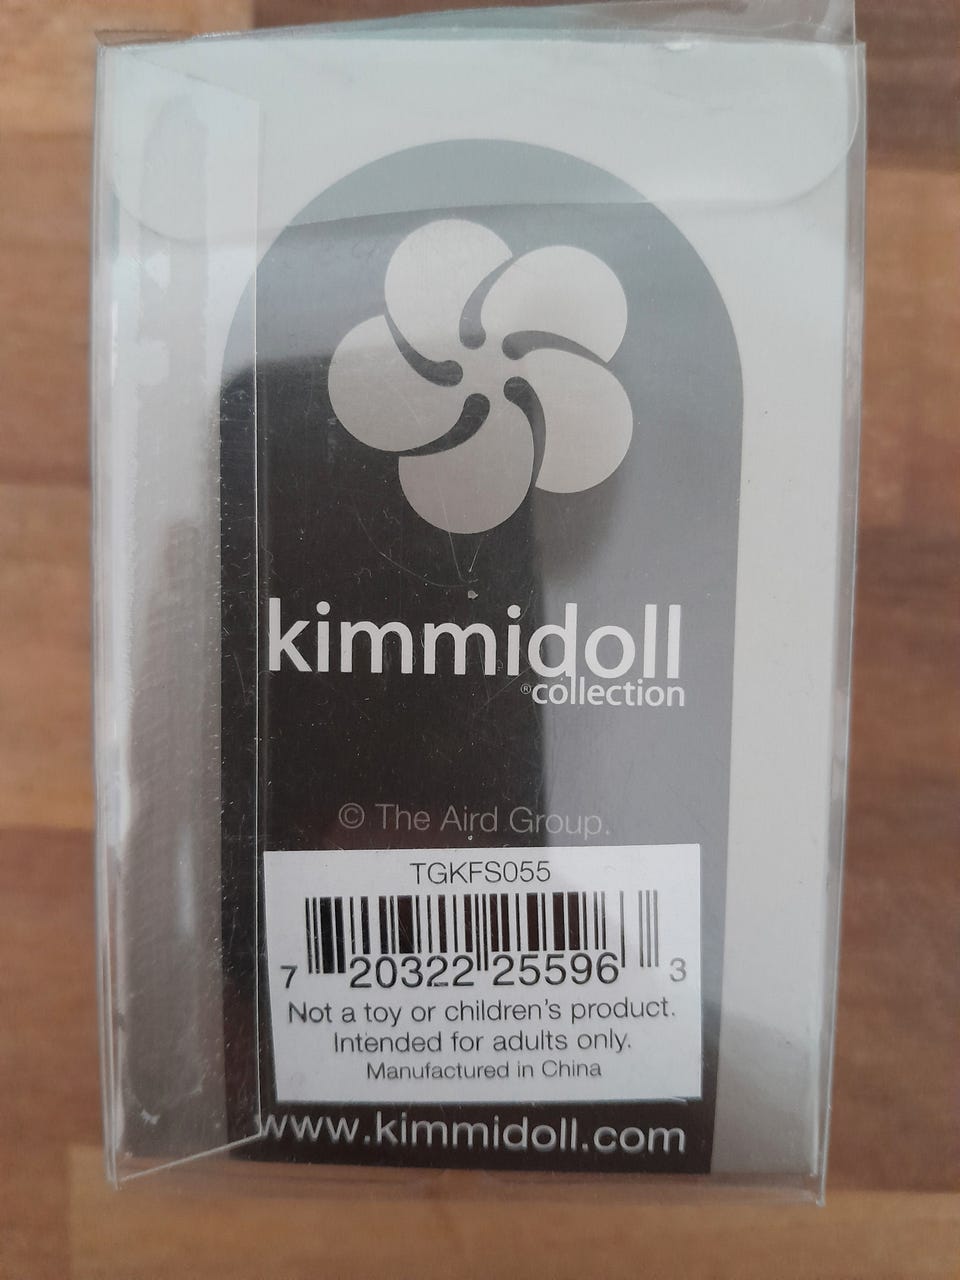 kimmidoll
®collection
© The Aird Group.
TGKFS055
7 20322 25596 3
Not a toy or children's product.
Intended for adults only.
Manufactured in China
www.kimmidoll.com